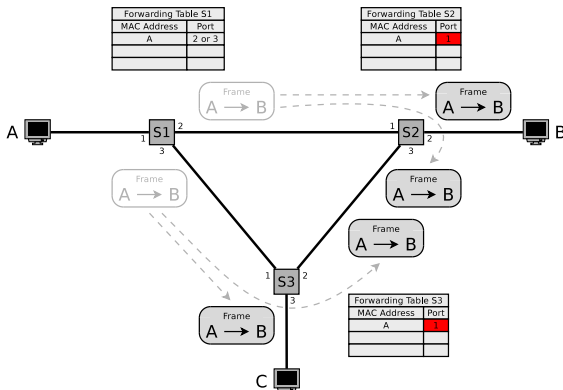 Forwarding Table S1
MAC Address Port
A 2 or 3
Forwarding Table S2
MAC Address Port
A 1
Frame
A B
Frame
A B
A
1
S1
2
3
1
S2
2
3
B
Frame
A B
Frame
A B
Frame
A B
1
S3
2
3
Frame
A B
Forwarding Table S3
MAC Address Port
A 1
C